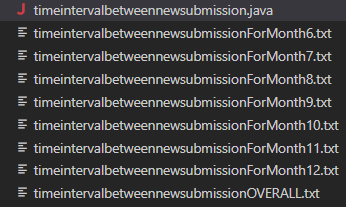 timeintervalbetweennewsubmission.java
timeintervalbetweennewsubmissionForMonth6.txt
timeintervalbetweennewsubmissionForMonth7.txt
timeintervalbetweennewsubmissionForMonth8.txt
timeintervalbetweennewsubmissionForMonth9.txt
timeintervalbetweennewsubmissionForMonth10.txt
timeintervalbetweennewsubmissionForMonth11.txt
timeintervalbetweennewsubmissionForMonth12.txt
timeintervalbetweennewsubmissionOVERALL.txt